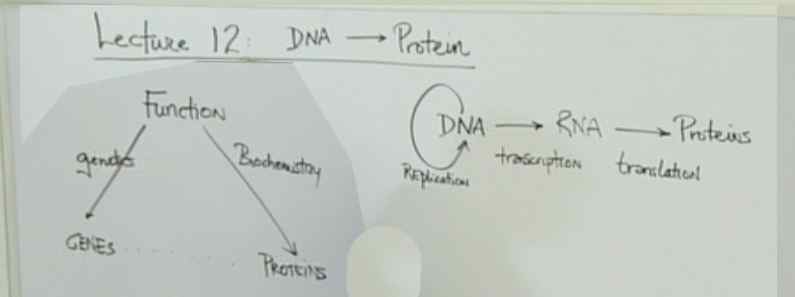 Lecture 12: DNA → Protein
Function
genetics
Biochemistry
GENES ........ PROTEINS
DNA → RNA → Proteins
Replication transcription translation